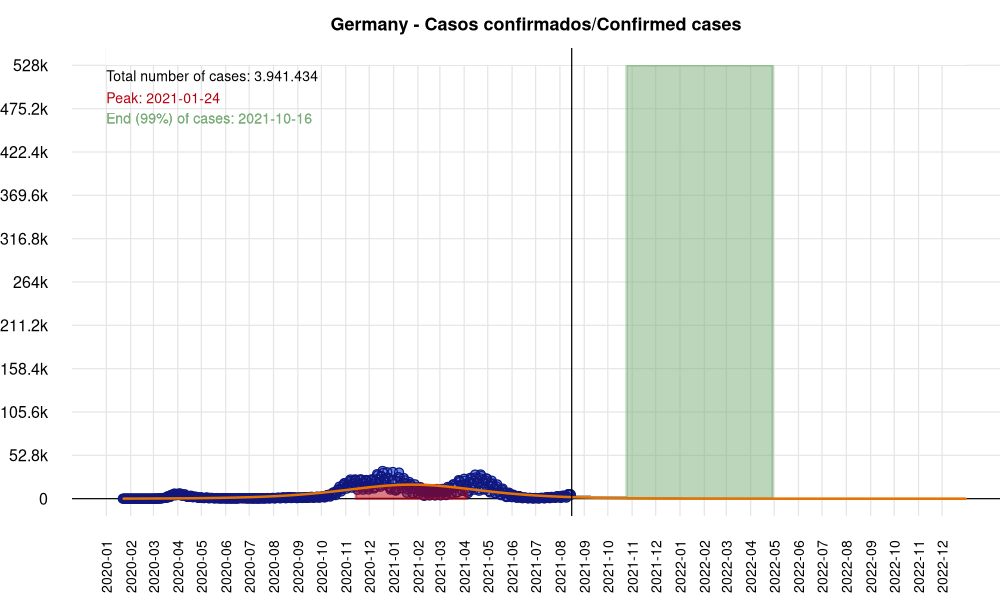 Germany - Casos confirmados/Confirmed cases
Total number of cases: 3.941.434
Peak: 2021-01-24
End (99%) of cases: 2021-10-16
528k
475.2k
422.4k
369.6k
316.8k
264k
211.2k
158.4k
105.6k
52.8k
0
2020-01
2020-02
2020-03
2020-04
2020-05
2020-06
2020-07
2020-08
2020-09
2020-10
2020-11
2020-12
2021-01
2021-02
2021-03
2021-04
2021-05
2021-06
2021-07
2021-08
2021-09
2021-10
2021-11
2021-12
2022-01
2022-02
2022-03
2022-04
2022-05
2022-06
2022-07
2022-08
2022-09
2022-10
2022-11
2022-12